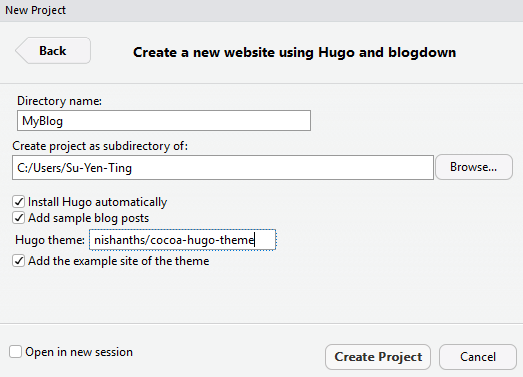 New Project
Back
Create a new website using Hugo and blogdown
Directory name:
MyBlog
Create project as subdirectory of:
C:/Users/Su-Yen-Ting
Browse...
Install Hugo automatically
Add sample blog posts
Hugo theme: nishanths/cocoa-hugo-theme
Add the example site of the theme
Open in new session
Create Project
Cancel